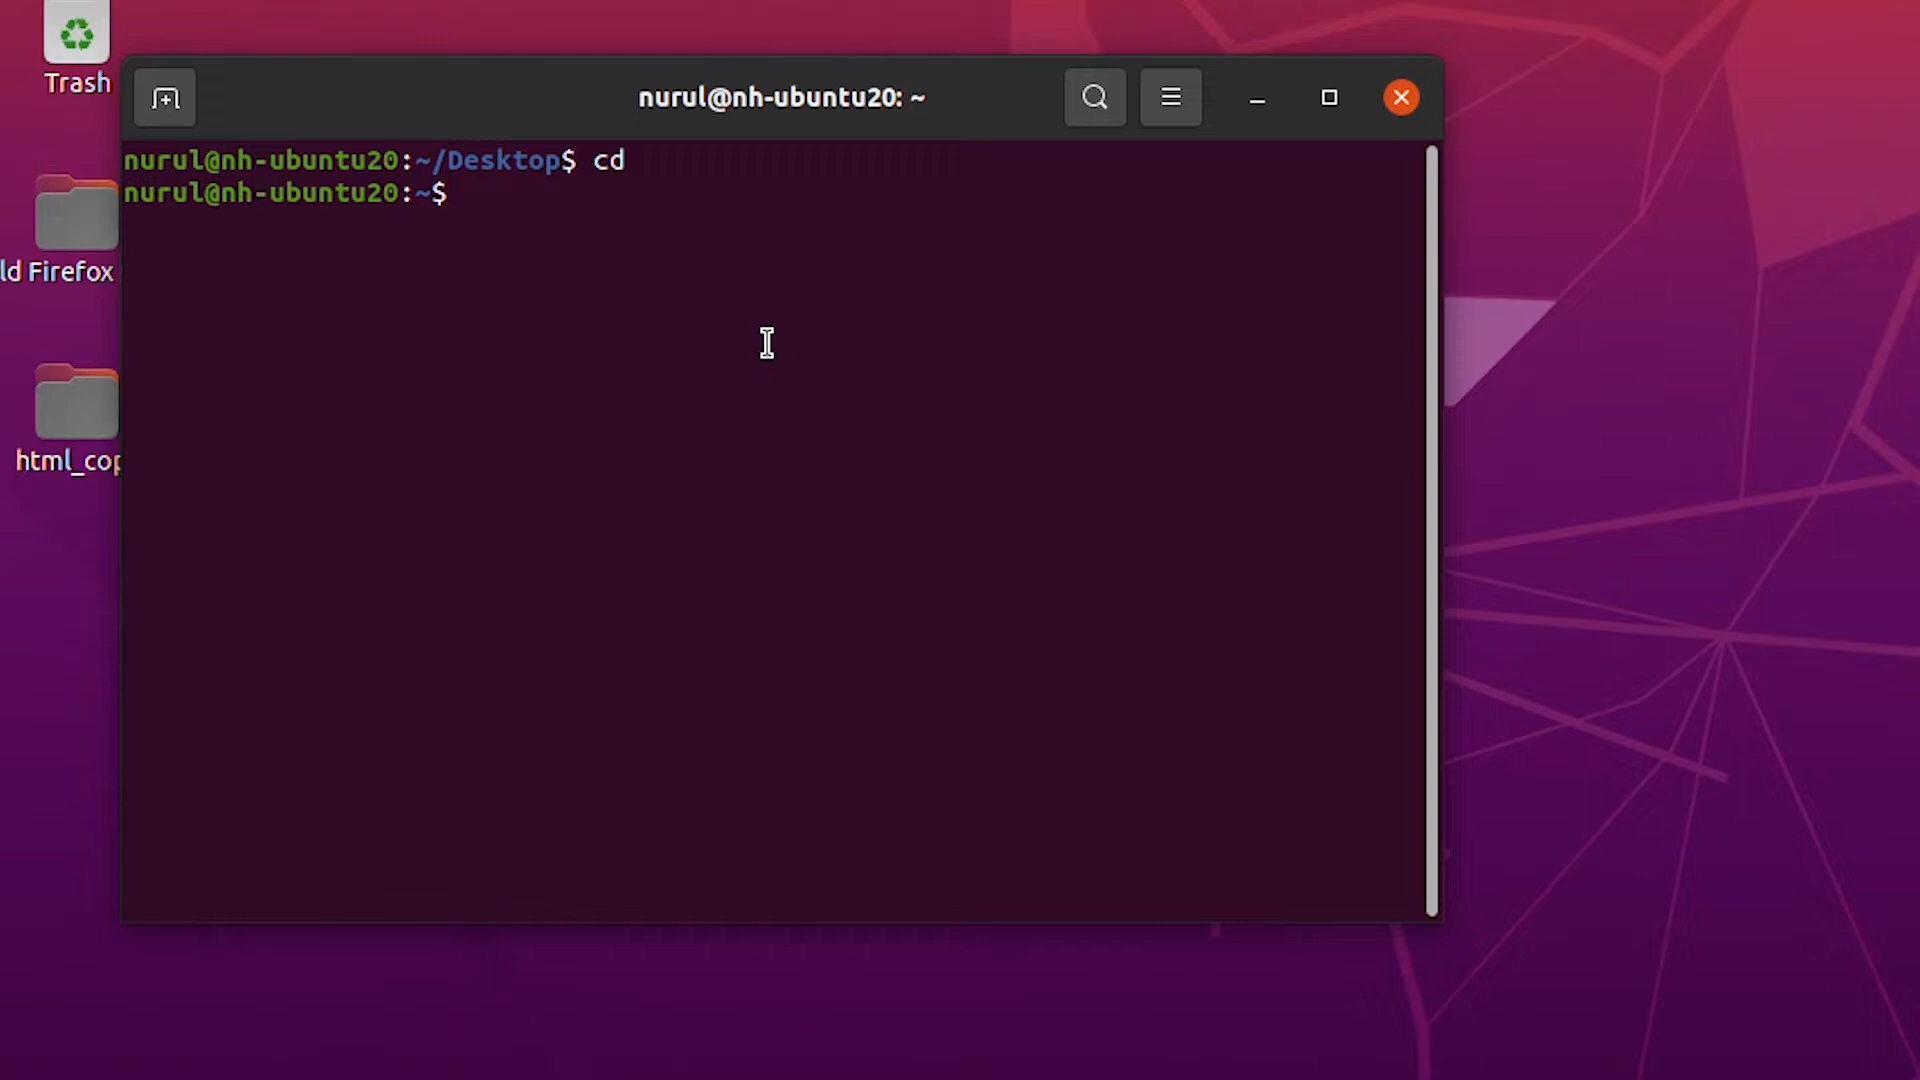 Trash
nurul@nh-ubuntu20: ~
nurul@nh-ubuntu20:~/Desktop$ cd
nurul@nh-ubuntu20:~$
ld Firefox
html_cop